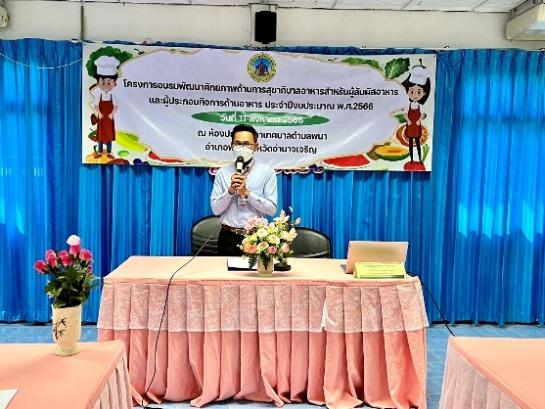 โครงการอบรมพัฒนาศักยภาพด้านการสุขาภิบาลอาหารสำหรับผู้สัมผัสอาหาร
และผู้ประกอบกิจการด้านอาหาร ประจำปีงบประมาณ พ.ศ.2566
วันที่ 11 สิงหาคม 2566
ณ ห้องประ เทศบาลตำบลพนา
อำเภอ หวัดอำนาจเจริญ